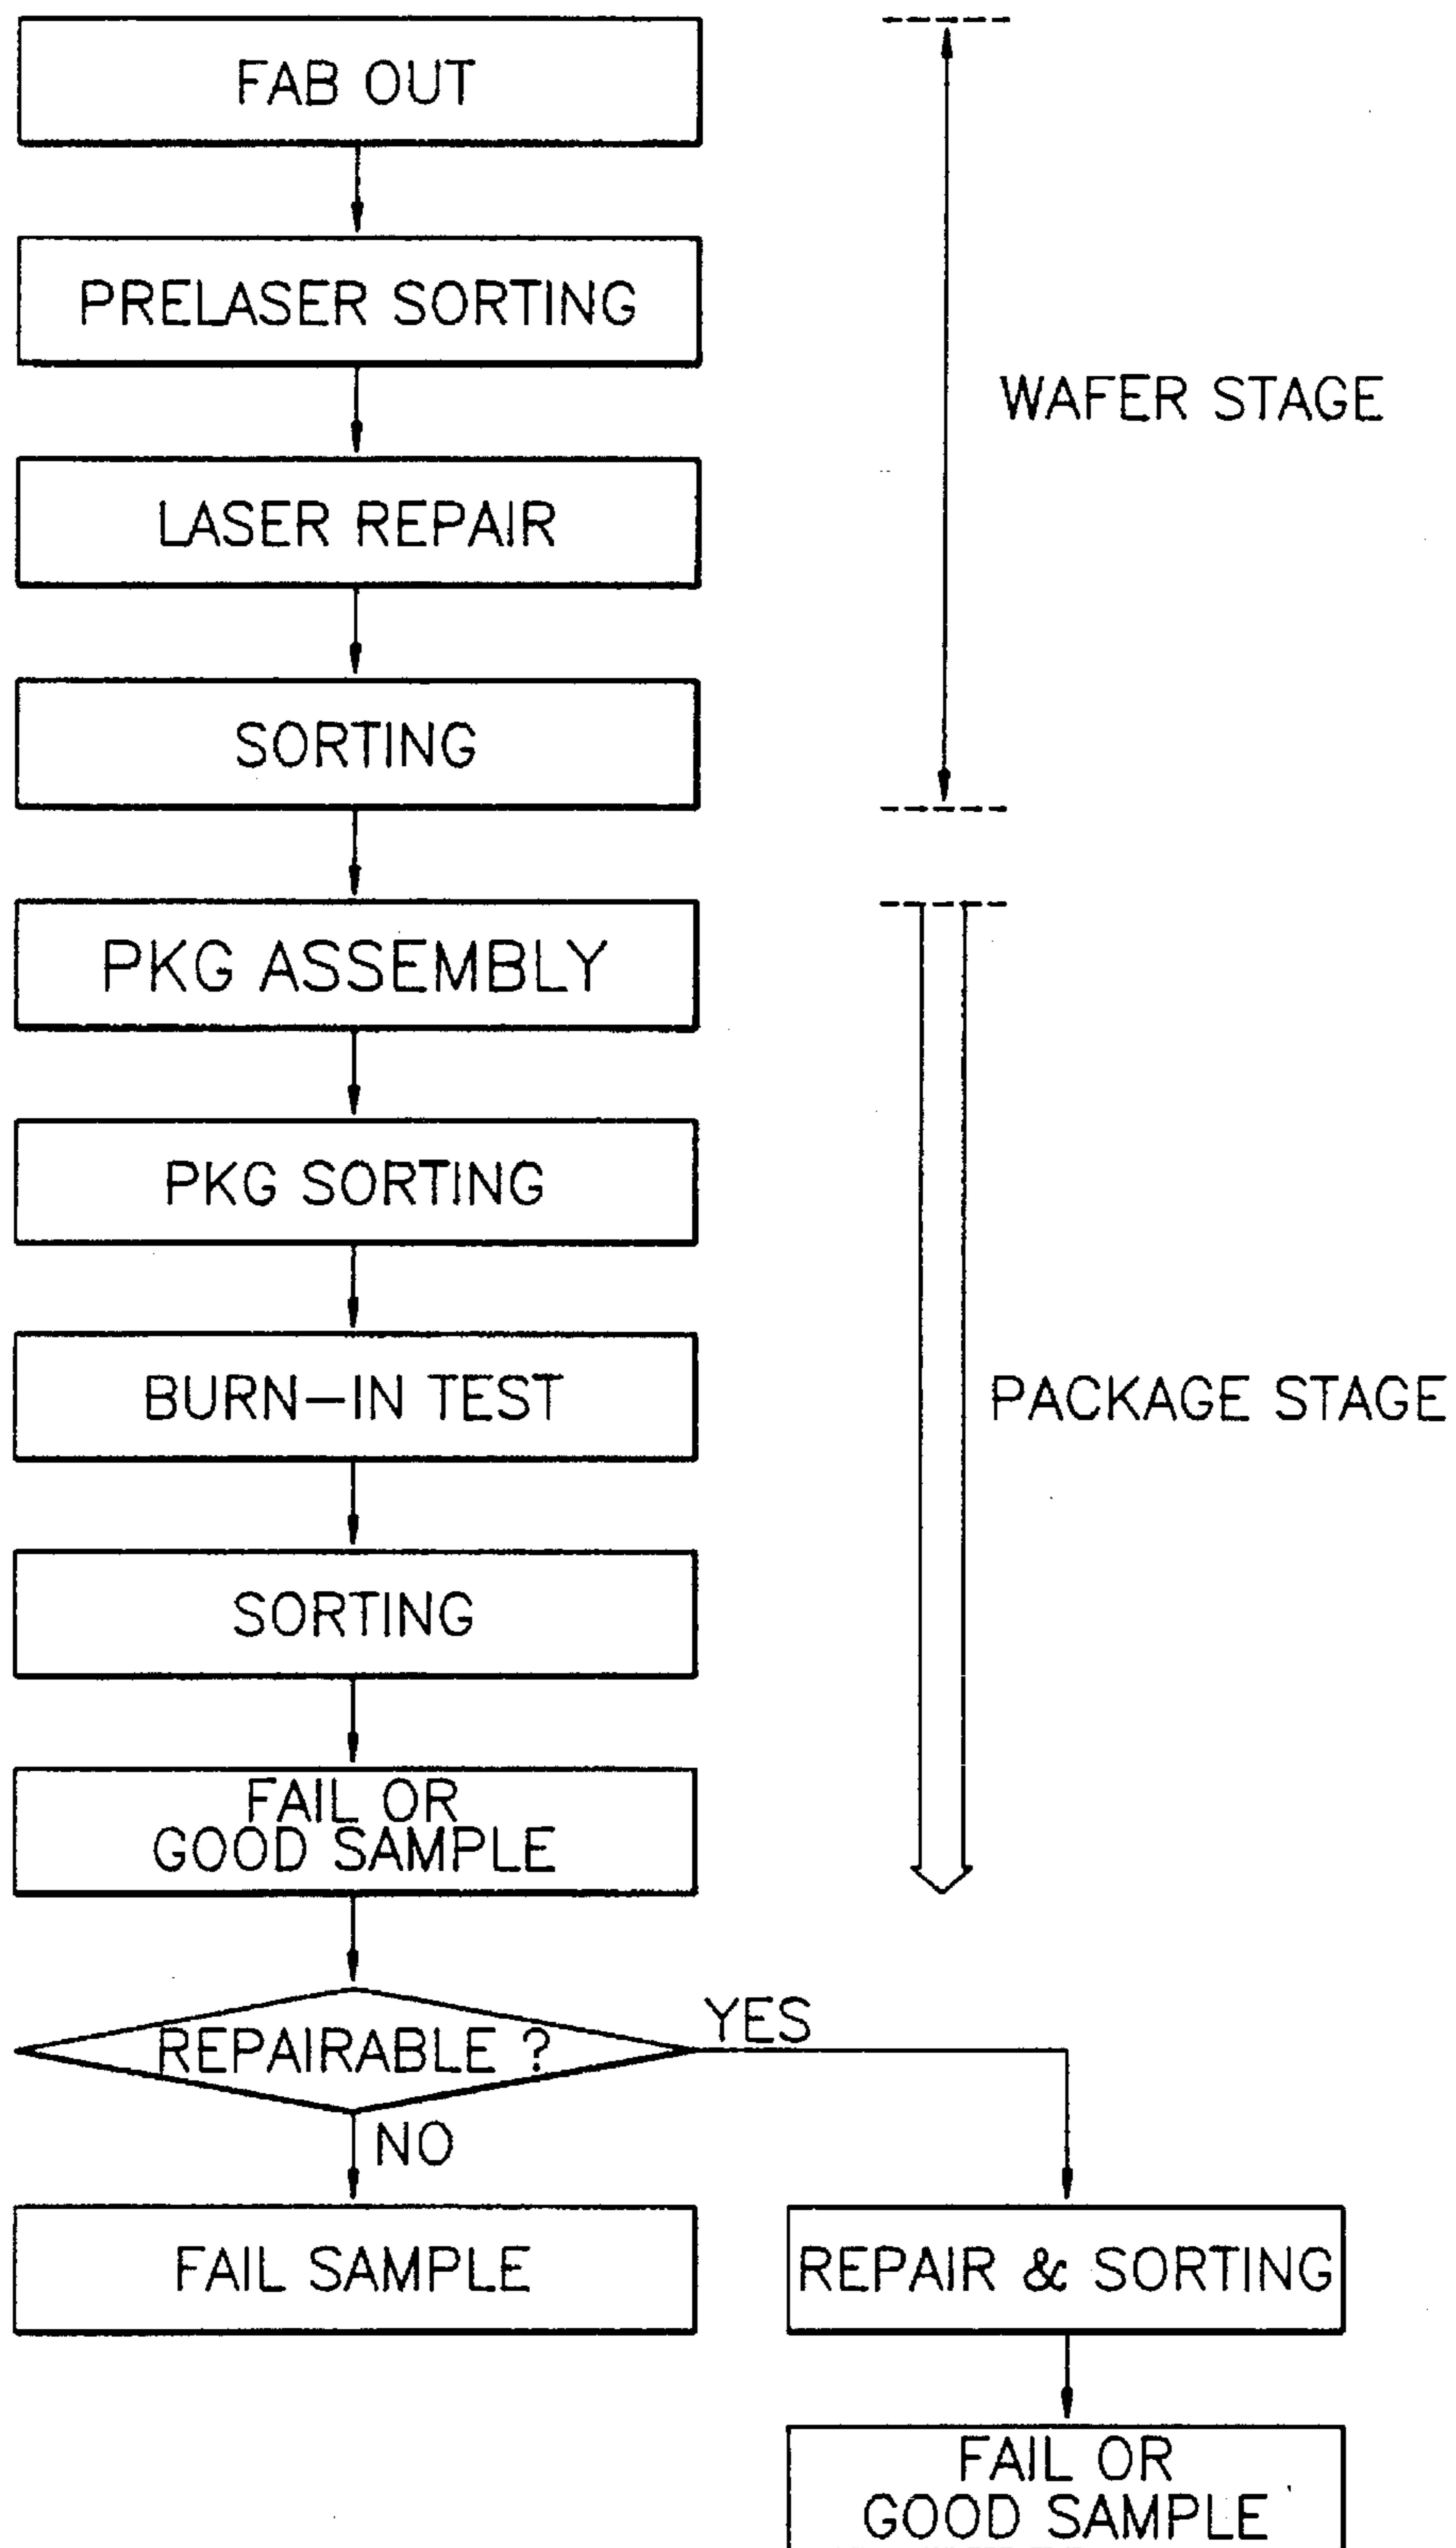 FAB OUT
PRELASER SORTING
WAFER STAGE
LASER REPAIR
SORTING
PKG ASSEMBLY
PKG SORTING
BURN-IN TEST
PACKAGE STAGE
SORTING
FAIL OR
GOOD SAMPLE
REPAIRABLE ?
YES
NO
FAIL SAMPLE
REPAIR & SORTING
FAIL OR
GOOD SAMPLE